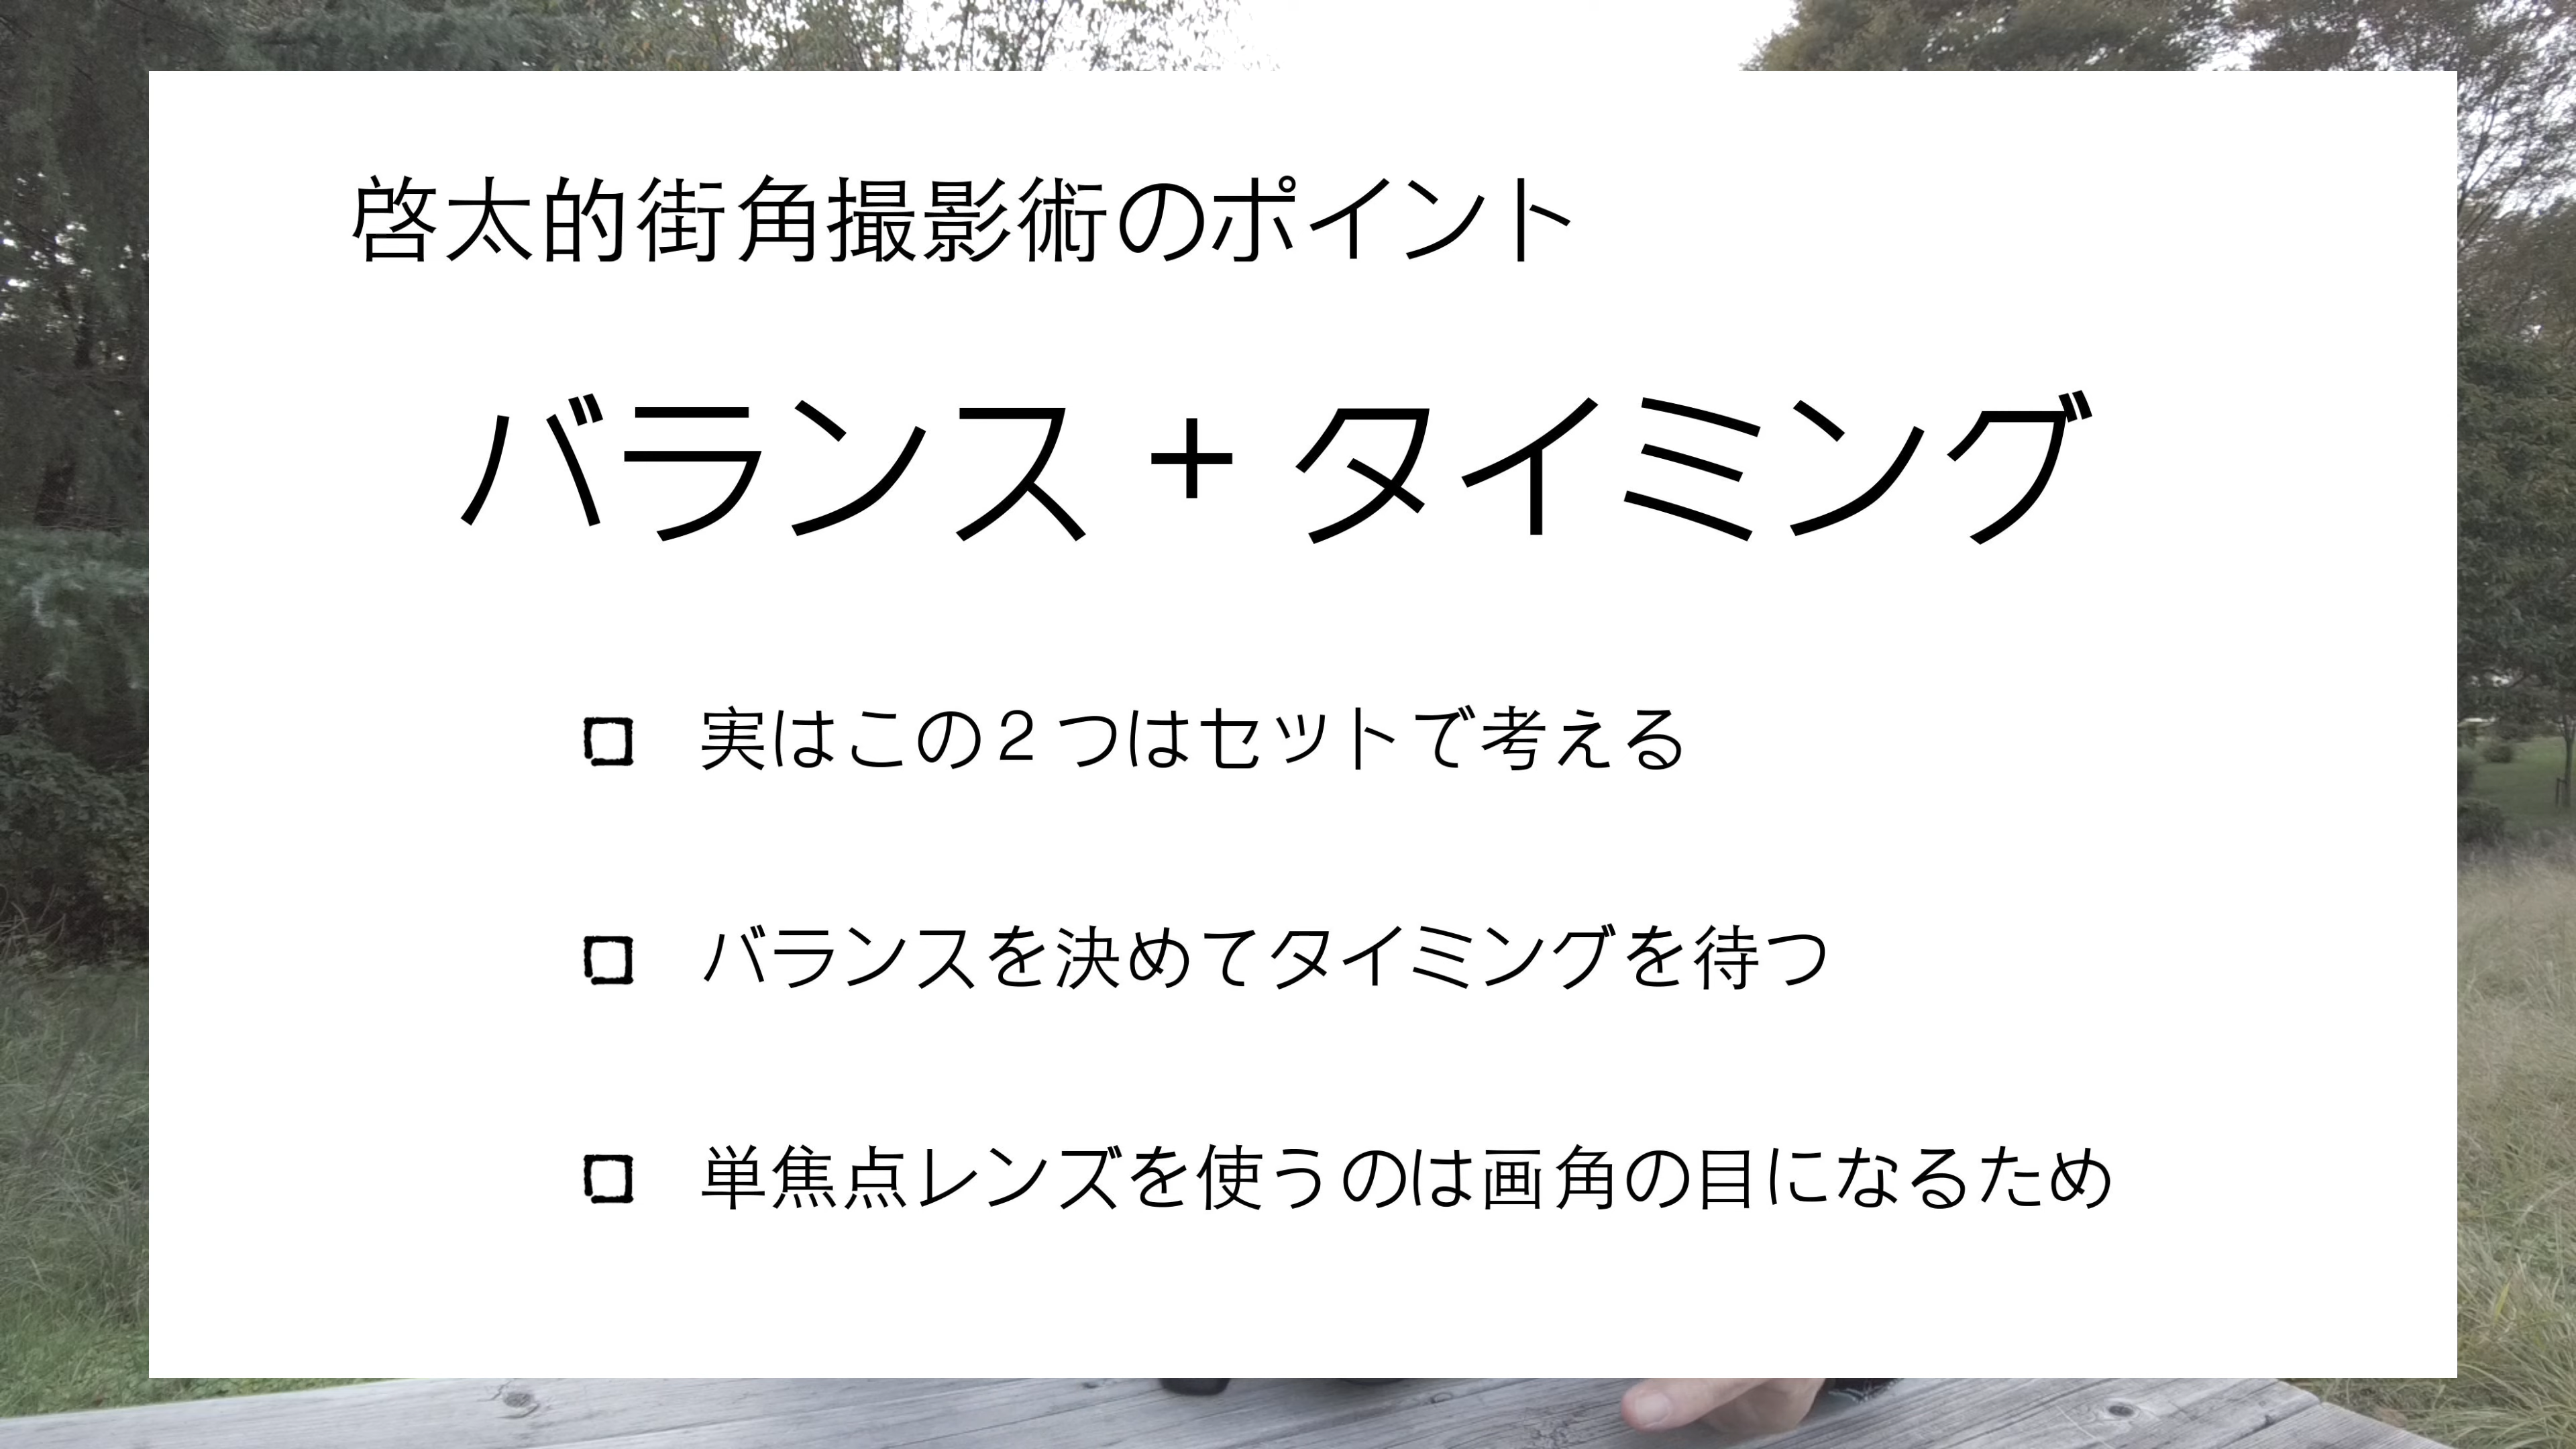 啓太的街角撮影術のポイント
バランス + タイミング
□ 実はこの２つはセットで考える
□ バランスを決めてタイミングを待つ
□ 単焦点レンズを使うのは画角の目になるため